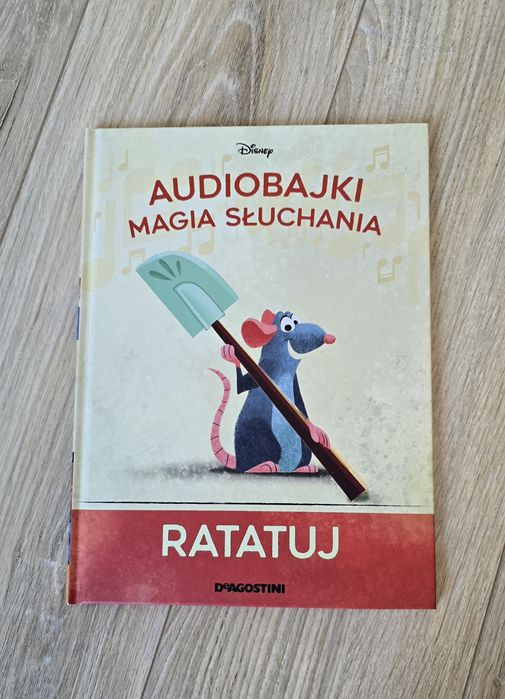 Disney
AUDIOBAJKI
MAGIA SŁUCHANIA
RATATUJ
DeAGOSTINI